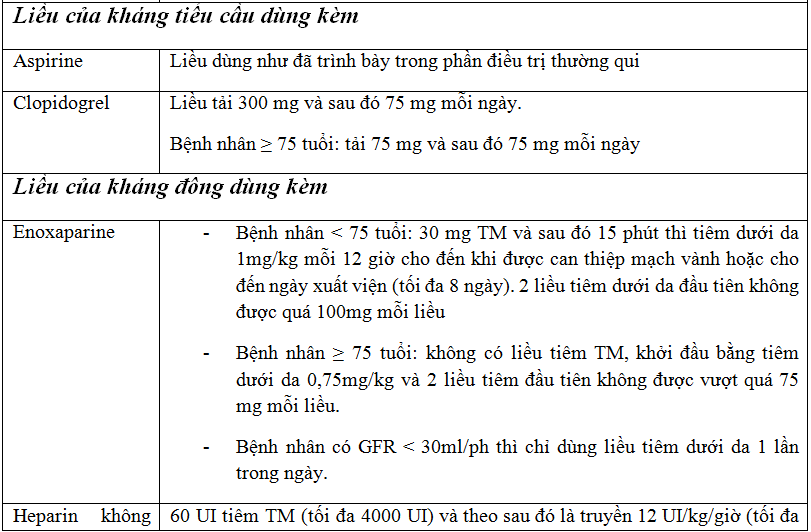 Liều của kháng tiểu cầu dùng kèm
Aspirine
Liều dùng như đã trình bày trong phần điều trị thường qui
Clopidogrel
Liều tải 300 mg và sau đó 75 mg mỗi ngày.
Bệnh nhân ≥ 75 tuổi: tải 75 mg và sau đó 75 mg mỗi ngày
Liều của kháng đông dùng kèm
Enoxaparine
- Bệnh nhân < 75 tuổi: 30 mg TM và sau đó 15 phút thì tiêm dưới da
1mg/kg mỗi 12 giờ cho đến khi được can thiệp mạch vành hoặc cho
đến ngày xuất viện (tối đa 8 ngày). 2 liều tiêm dưới da đầu tiên không
được quá 100mg mỗi liều
- Bệnh nhân ≥ 75 tuổi: không có liều tiêm TM, khởi đầu bằng tiêm
dưới da 0,75mg/kg và 2 liều tiêm đầu tiên không được vượt quá 75
mg mỗi liều.
- Bệnh nhân có GFR < 30ml/ph thì chỉ dùng liều tiêm dưới da 1 lần
trong ngày.
Heparin không
60 UI tiêm TM (tối đa 4000 UI) và theo sau đó là truyền 12 UI/kg/giờ (tối đa